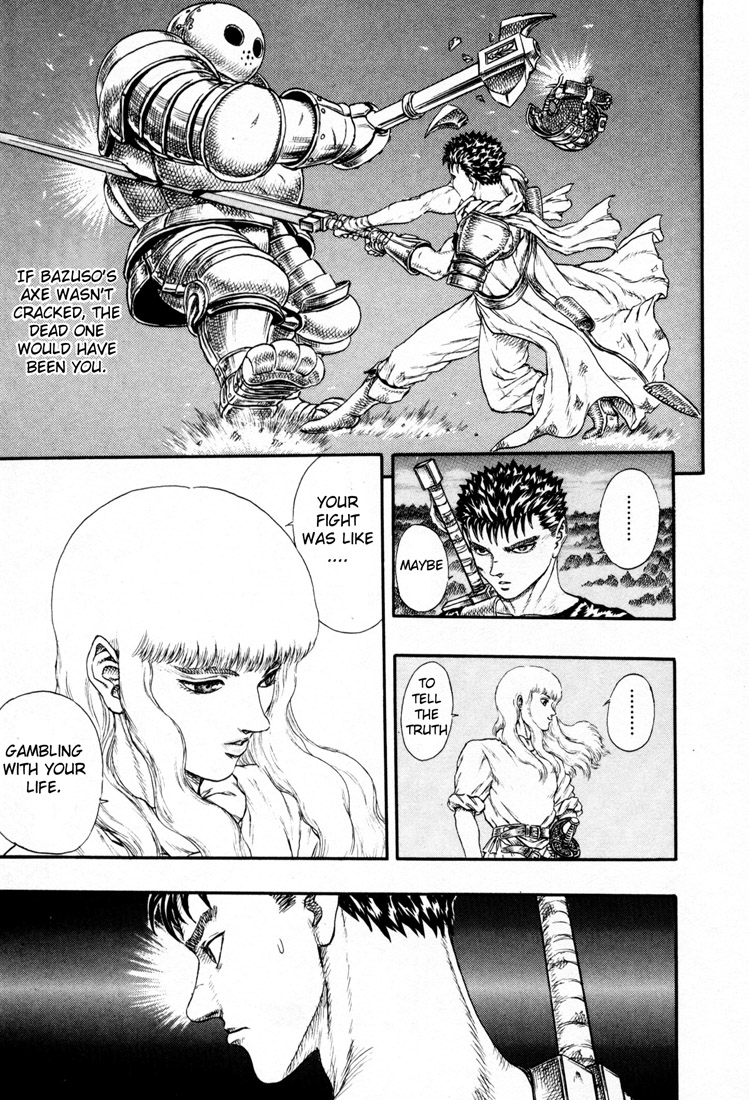 IF BAZUSO'S
AXE WASN'T
CRACKED, THE
DEAD ONE
WOULD HAVE
BEEN YOU.
.........
MAYBE
.........
TO
TELL
THE
TRUTH
YOUR
FIGHT
WAS LIKE
....
GAMBLING
WITH YOUR
LIFE.